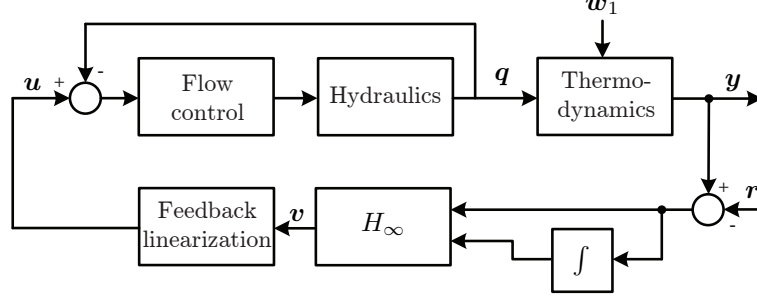 w₁
u
+
-
Flow
control
Hydraulics
q
Thermo-
dynamics
y
Feedback
linearization
v
H∞
∫
+
-
r